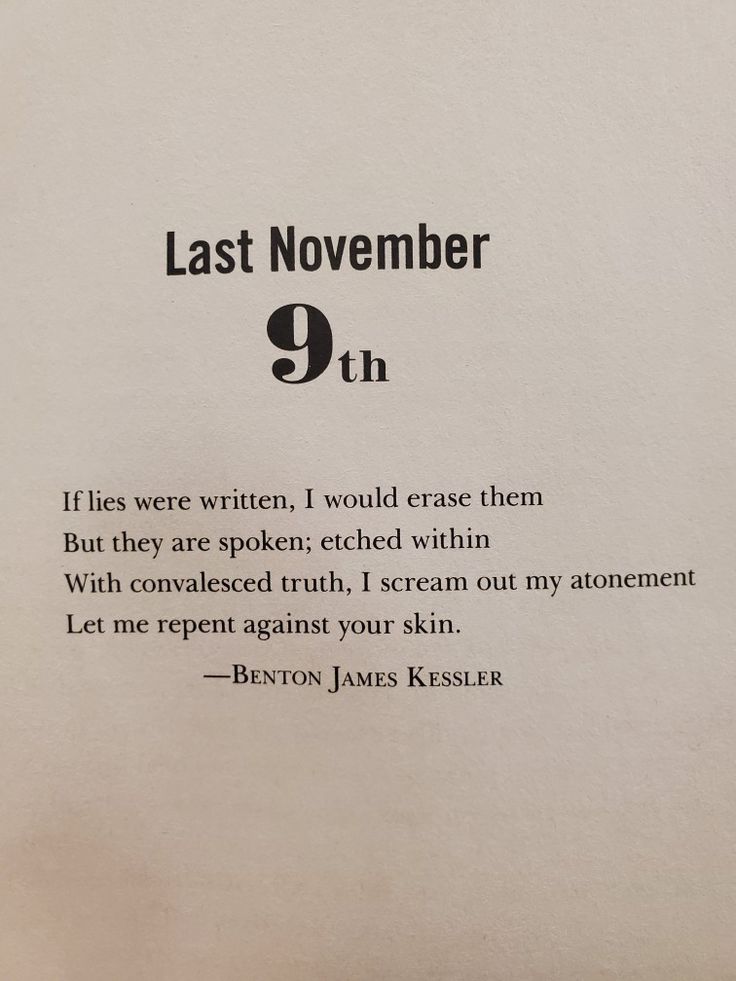 Last November
9th
If lies were written, I would erase them
But they are spoken; etched within
With convalesced truth, I scream out my atonement
Let me repent against your skin.
—BENTON JAMES KESSLER